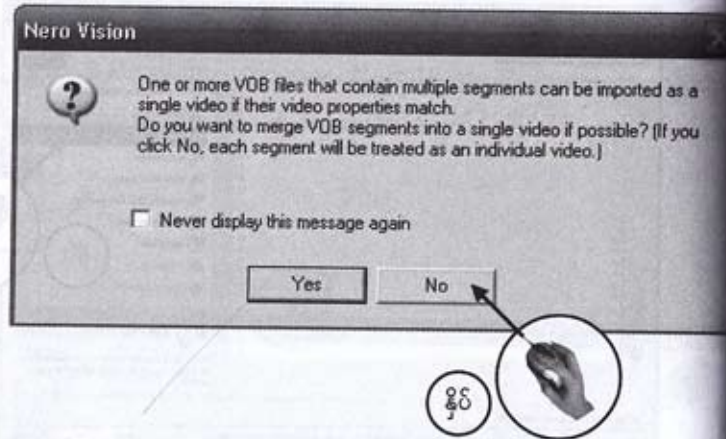 Nero Vision
One or more VOB files that contain multiple segments can be imported as a
single video if their video properties match.
Do you want to merge VOB segments into a single video if possible? (If you
click No, each segment will be treated as an individual video.)
Never display this message again
Yes No
နှိပ်